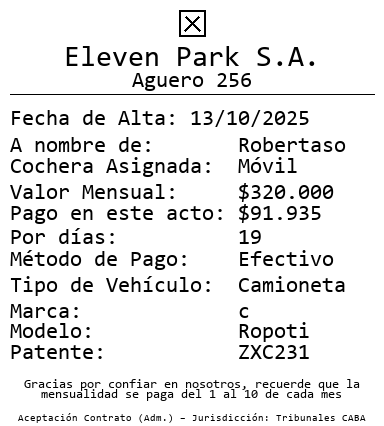 Eleven Park S.A.
Aguero 256
Fecha de Alta: 13/10/2025
A nombre de: Robertaso
Cochera Asignada: Móvil
Valor Mensual: $320.000
Pago en este acto: $91.935
Por días: 19
Método de Pago: Efectivo
Tipo de Vehículo: Camioneta
Marca: c
Modelo: Ropoti
Patente: ZXC231
Gracias por confiar en nosotros, recuerde que la
mensualidad se paga del 1 al 10 de cada mes
Aceptación Contrato (Adm.) – Jurisdicción: Tribunales CABA